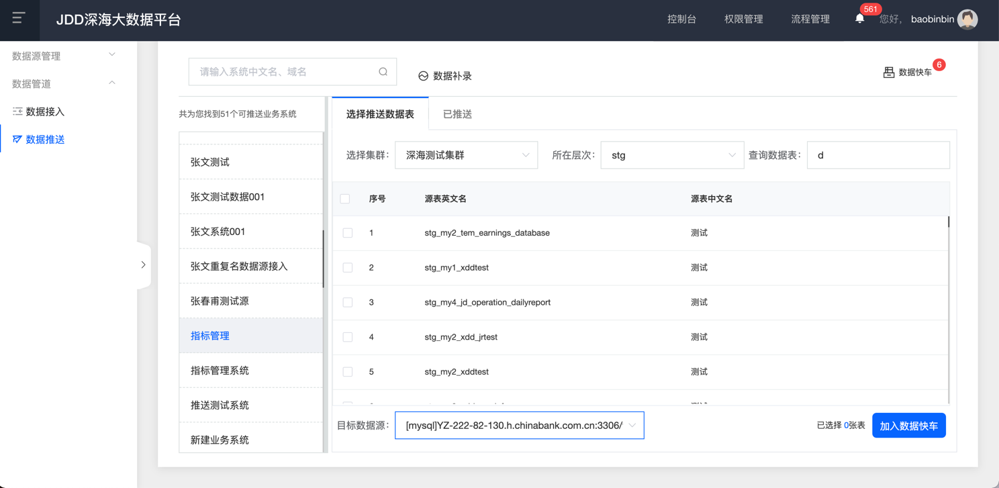 JDD深海大数据平台
控制台
权限管理
流程管理
561
您好,
baobinbin
数据源管理
数据管道
数据接入
数据推送
请输入系统中文名、域名
数据补录
数据快车
6
共为您找到51个可推送业务系统
张文测试
张文测试数据001
张文系统001
张文重复名数据源接入
张春甫测试源
指标管理
指标管理系统
推送测试系统
新建业务系统
选择推送数据表
已推送
选择集群:
深海测试集群
所在层次:
stg
查询数据表:
d
序号 源表英文名 源表中文名
1 stg_my2_tem_earnings_database 测试
2 stg_my1_xddtest 测试
3 stg_my4_jd_operation_dailyreport 测试
4 stg_my2_xdd_jrtest 测试
5 stg_my2_xddtest 测试
目标数据源:
[mysql]YZ-222-82-130.h.chinabank.com.cn:3306/
已选择 0张表
加入数据快车